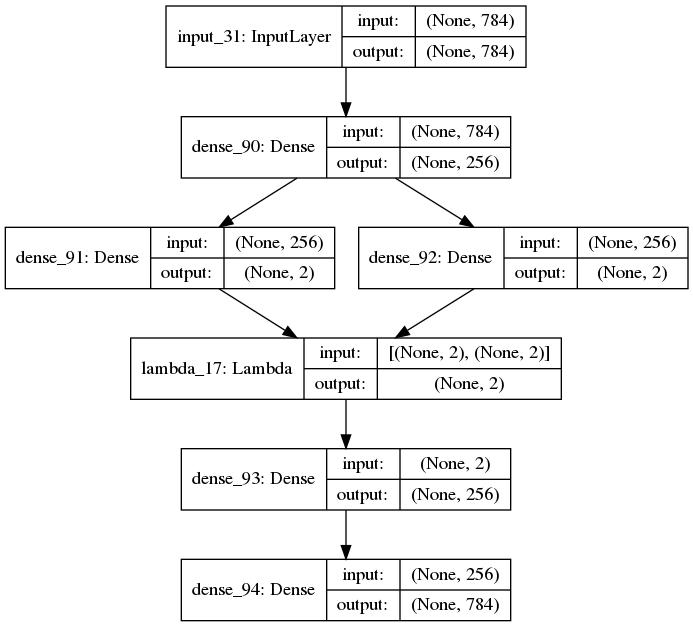 input_31: InputLayer
input: (None, 784)
output: (None, 784)
dense_90: Dense
input: (None, 784)
output: (None, 256)
dense_91: Dense
input: (None, 256)
output: (None, 2)
dense_92: Dense
input: (None, 256)
output: (None, 2)
lambda_17: Lambda
input: [(None, 2), (None, 2)]
output: (None, 2)
dense_93: Dense
input: (None, 2)
output: (None, 256)
dense_94: Dense
input: (None, 256)
output: (None, 784)